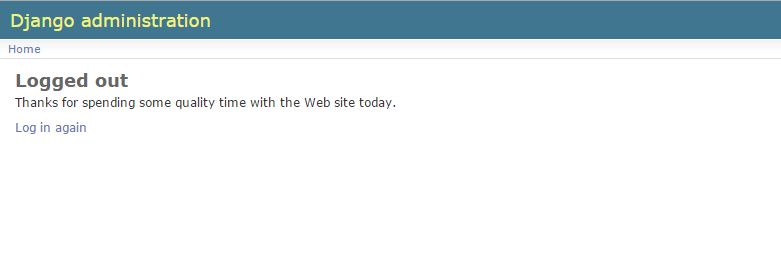 Django administration
Home
Logged out
Thanks for spending some quality time with the Web site today.
Log in again